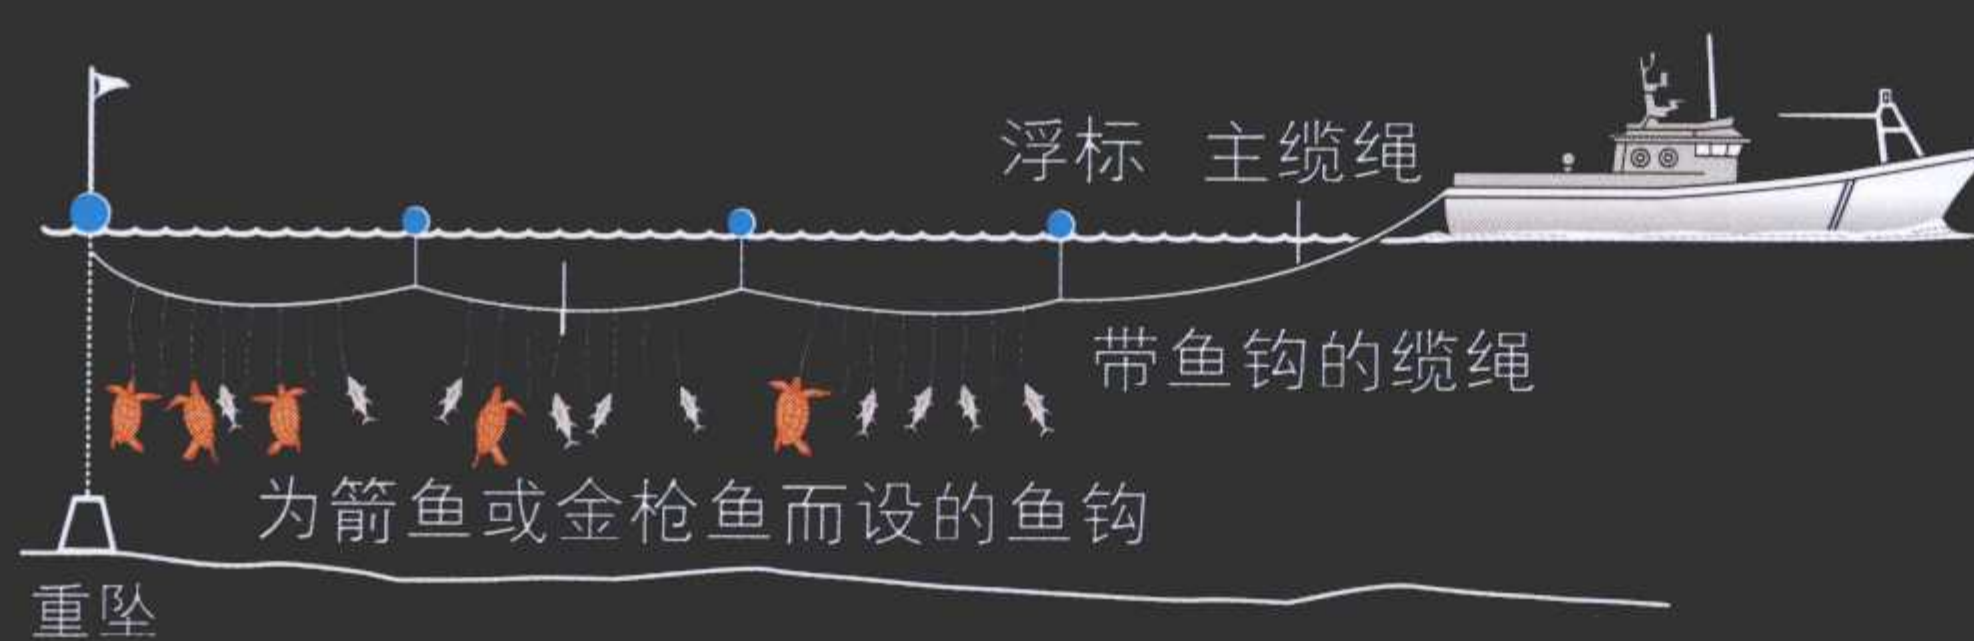 浮标 主缆绳
带鱼钩的缆绳
为箭鱼或金枪鱼而设的鱼钩
重坠